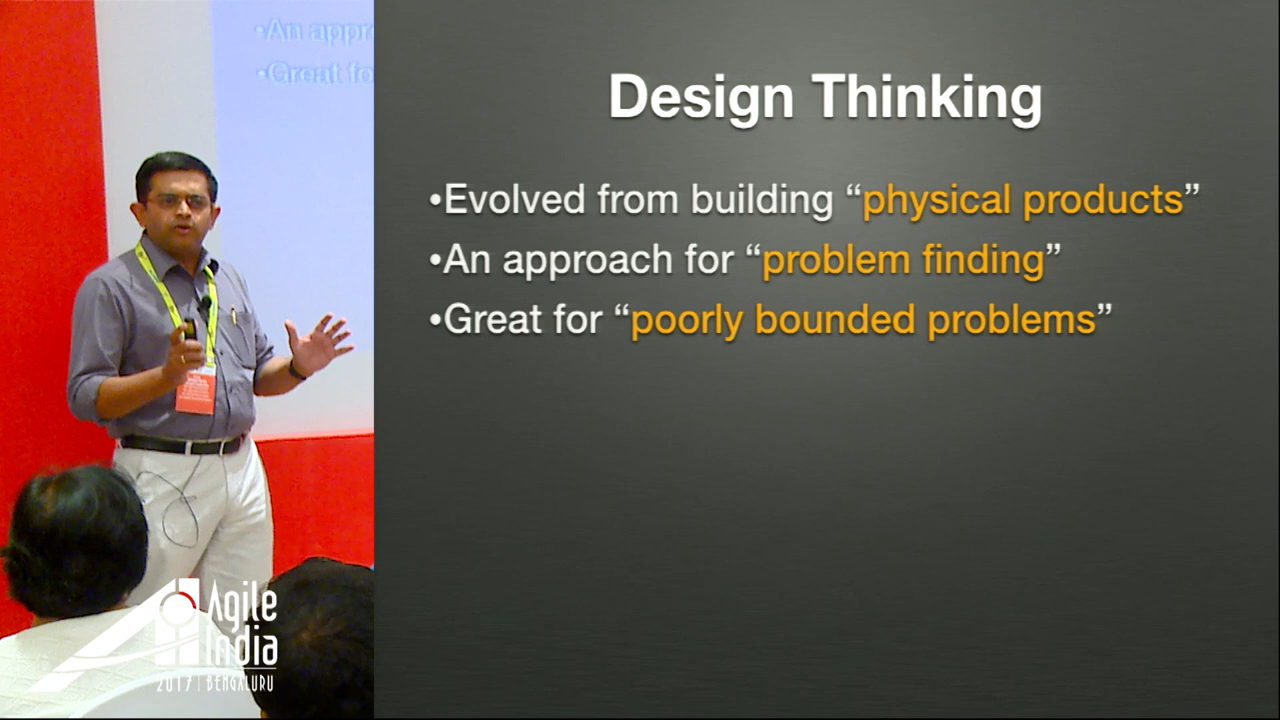 •An appr
•Great fo
Design Thinking
•Evolved from building “physical products”
•An approach for “problem finding”
•Great for “poorly bounded problems”
Agile
India
2017 | BENGALURU